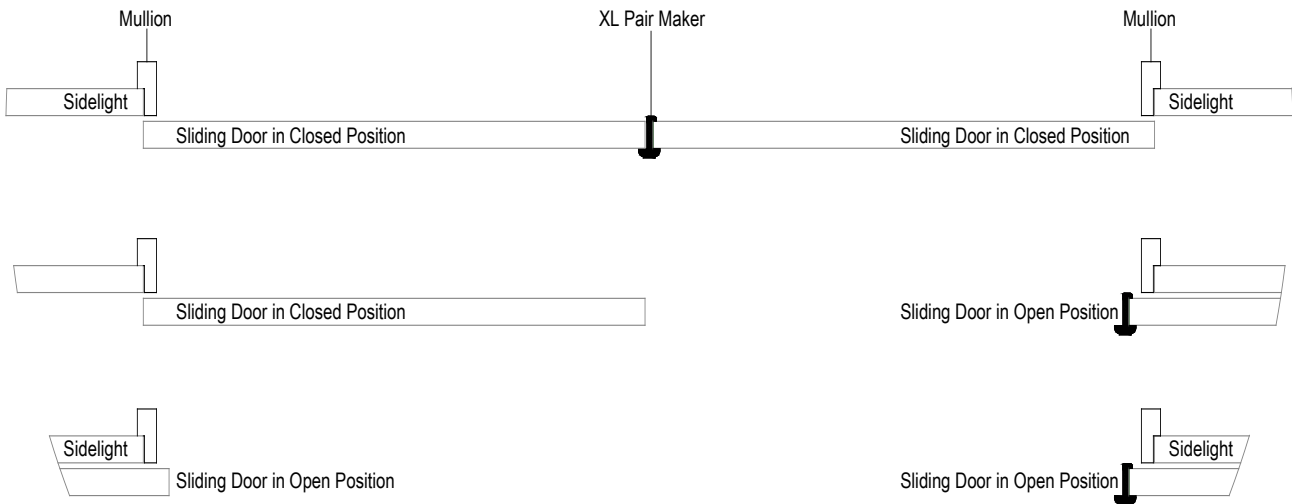 Mullion
XL Pair Maker
Mullion
Sidelight
Sidelight
Sliding Door in Closed Position
Sliding Door in Closed Position
Sliding Door in Closed Position
Sliding Door in Open Position
Sidelight
Sidelight
Sliding Door in Open Position
Sliding Door in Open Position